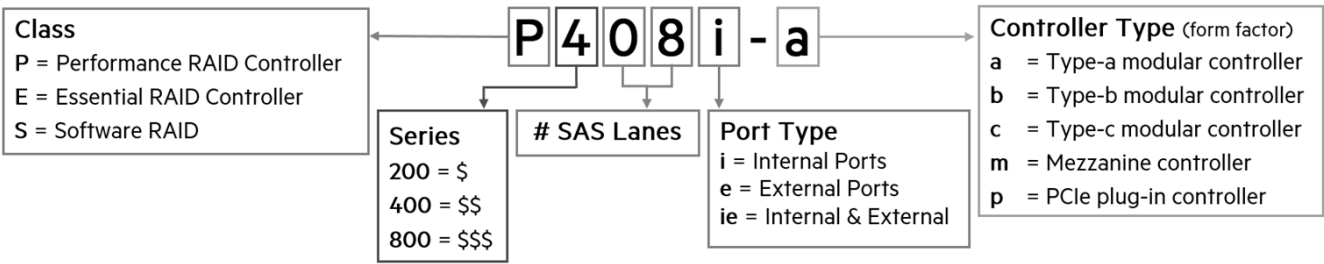 P408i-a
Class
P = Performance RAID Controller
E = Essential RAID Controller
S = Software RAID
Series
200 = $
400 = $$
800 = $$$
# SAS Lanes
Port Type
i = Internal Ports
e = External Ports
ie = Internal & External
Controller Type (form factor)
a = Type-a modular controller
b = Type-b modular controller
c = Type-c modular controller
m = Mezzanine controller
p = PCIe plug-in controller